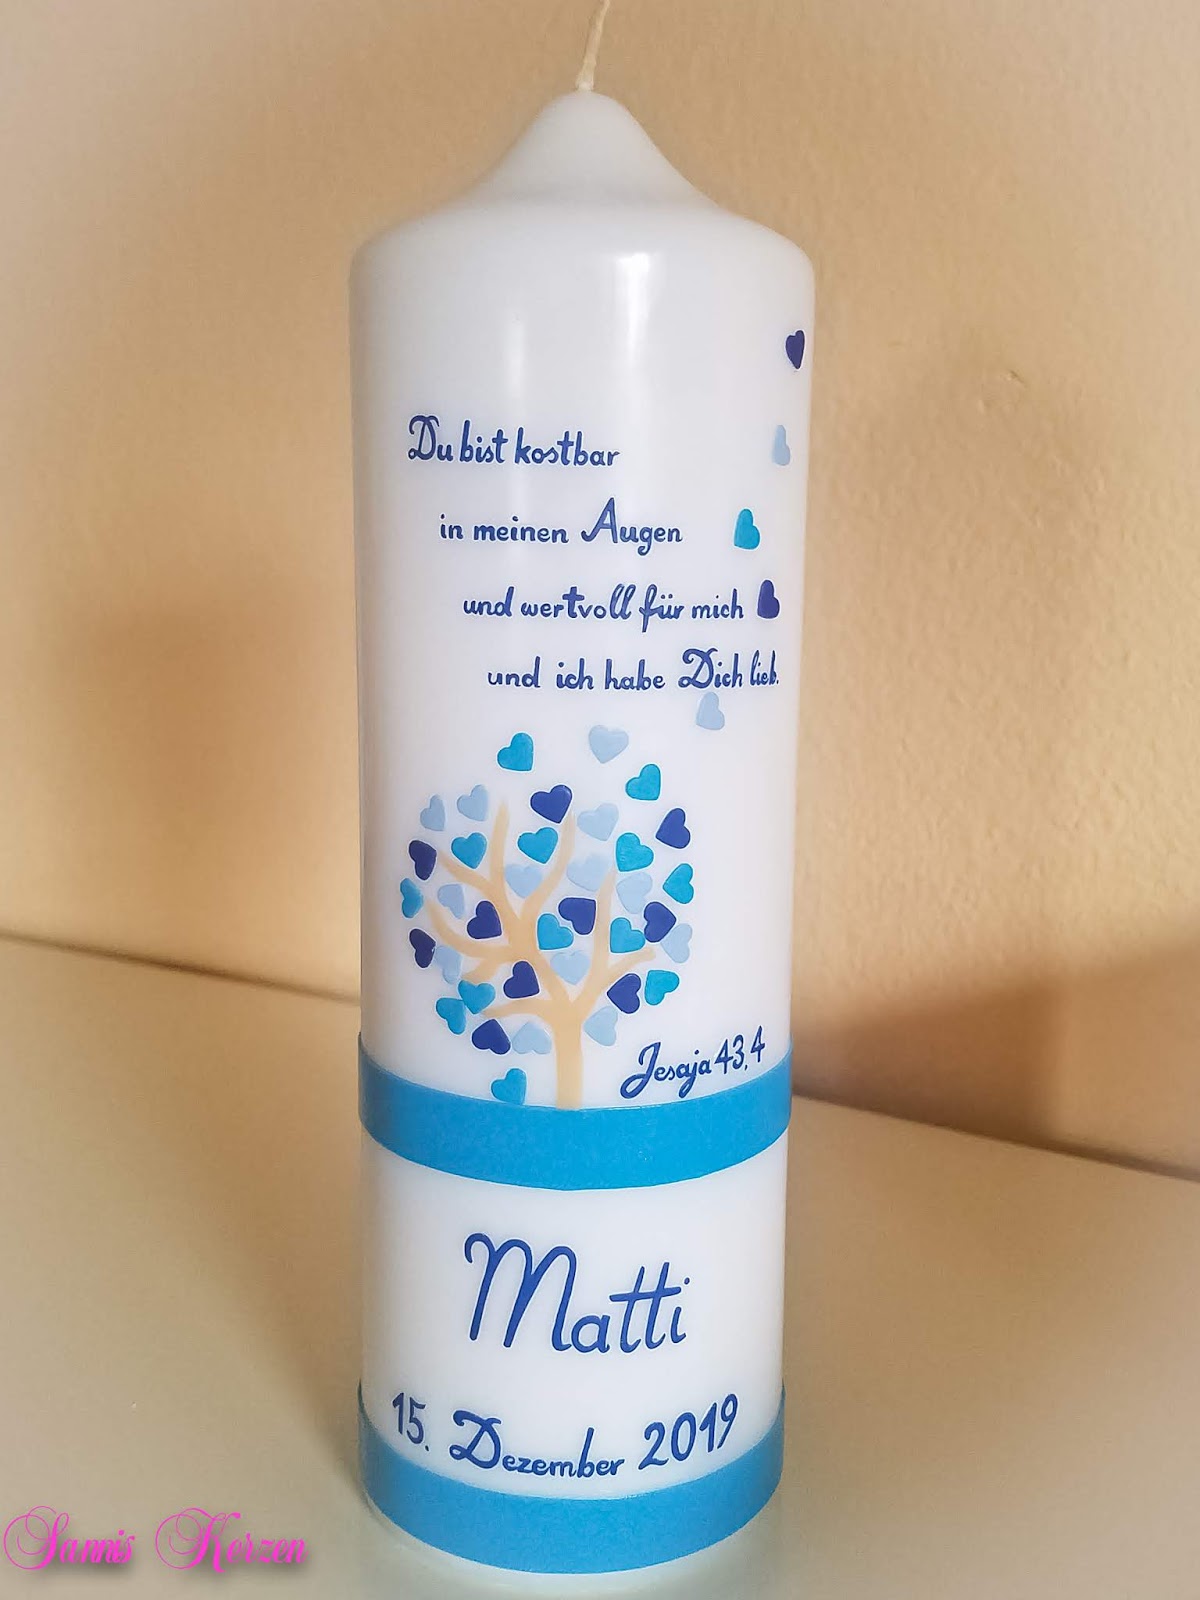 Du bist kostbar
in meinen Augen
und wertvoll für mich
und ich habe Dich lieb.
Jesaja 43,4
Matti
15. Dezember 2019
Sannis Kerzen